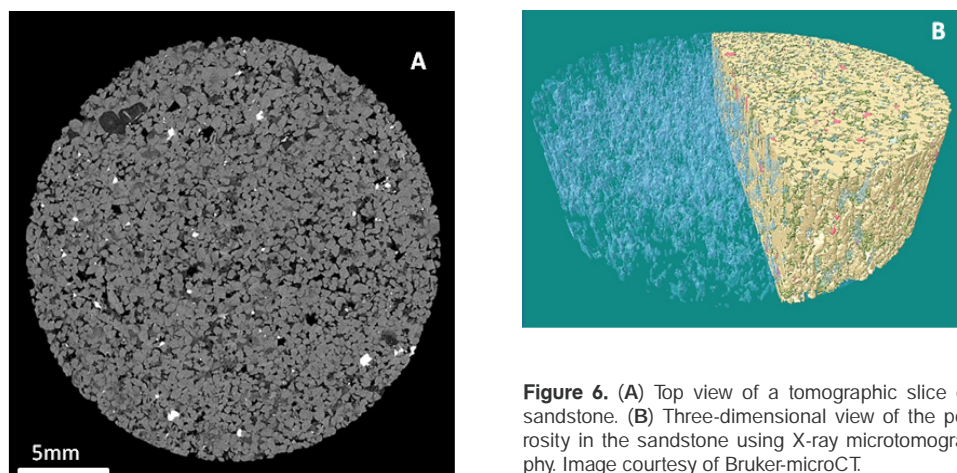 A
5mm
B
Figure 6. (A) Top view of a tomographic slice
sandstone. (B) Three-dimensional view of the po-
rosity in the sandstone using X-ray microtomogra-
phy. Image courtesy of Bruker-microCT.